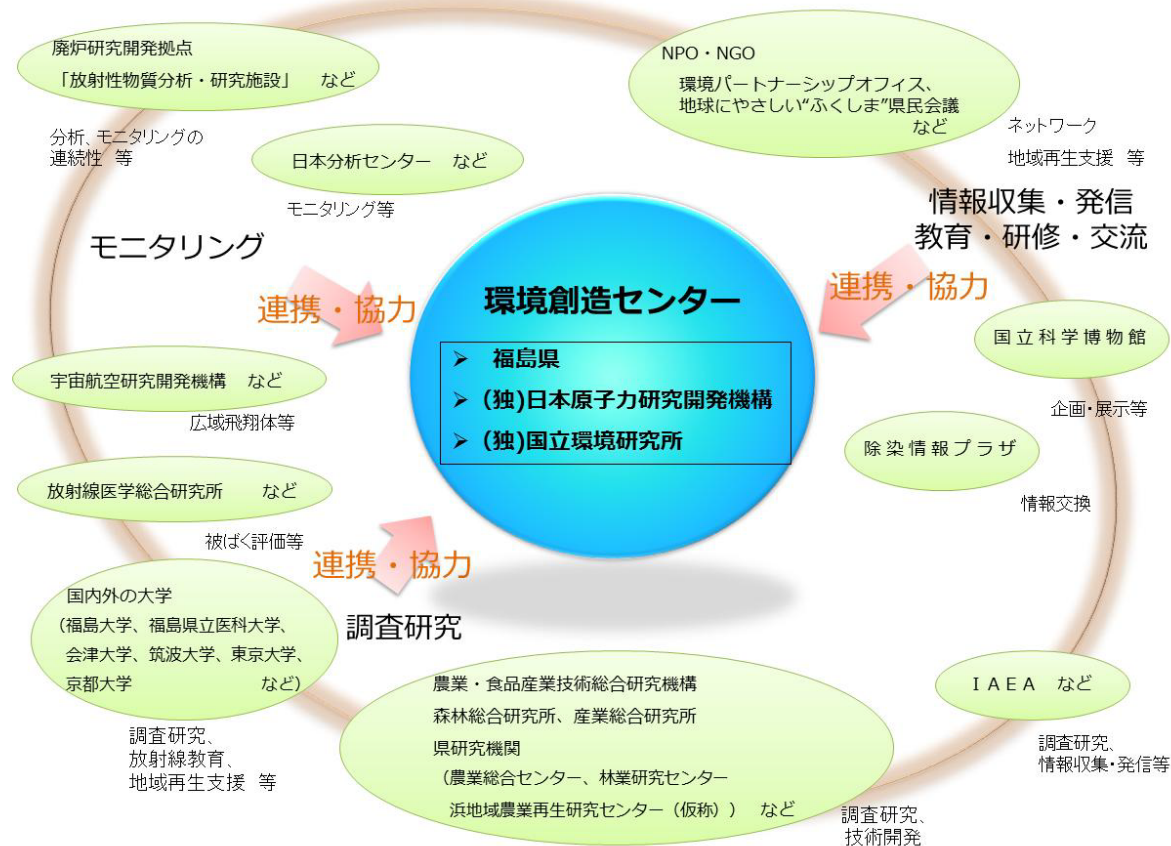 廃炉研究開発拠点
「放射性物質分析・研究施設」 など
分析、モニタリングの
連続性 等
日本分析センター など
モニタリング等
NPO・NGO
環境パートナーシップオフィス、
地球にやさしい“ふくしま”県民会議
など
ネットワーク
地域再生支援 等
モニタリング
連携・協力
情報収集・発信
教育・研修・交流
連携・協力
環境創造センター
➢ 福島県
➢ (独)日本原子力研究開発機構
➢ (独)国立環境研究所
国立科学博物館
企画・展示等
除染情報プラザ
情報交換
宇宙航空研究開発機構 など
広域飛翔体等
放射線医学総合研究所 など
被ばく評価等
連携・協力
調査研究
国内外の大学
（福島大学、福島県立医科大学、
会津大学、筑波大学、東京大学、
京都大学 など）
調査研究、
放射線教育、
地域再生支援 等
農業・食品産業技術総合研究機構
森林総合研究所、産業総合研究所
県研究機関
（農業総合センター、林業研究センター
浜地域農業再生研究センター（仮称）） など
調査研究、
技術開発
ＩＡＥＡ など
調査研究、
情報収集・発信等